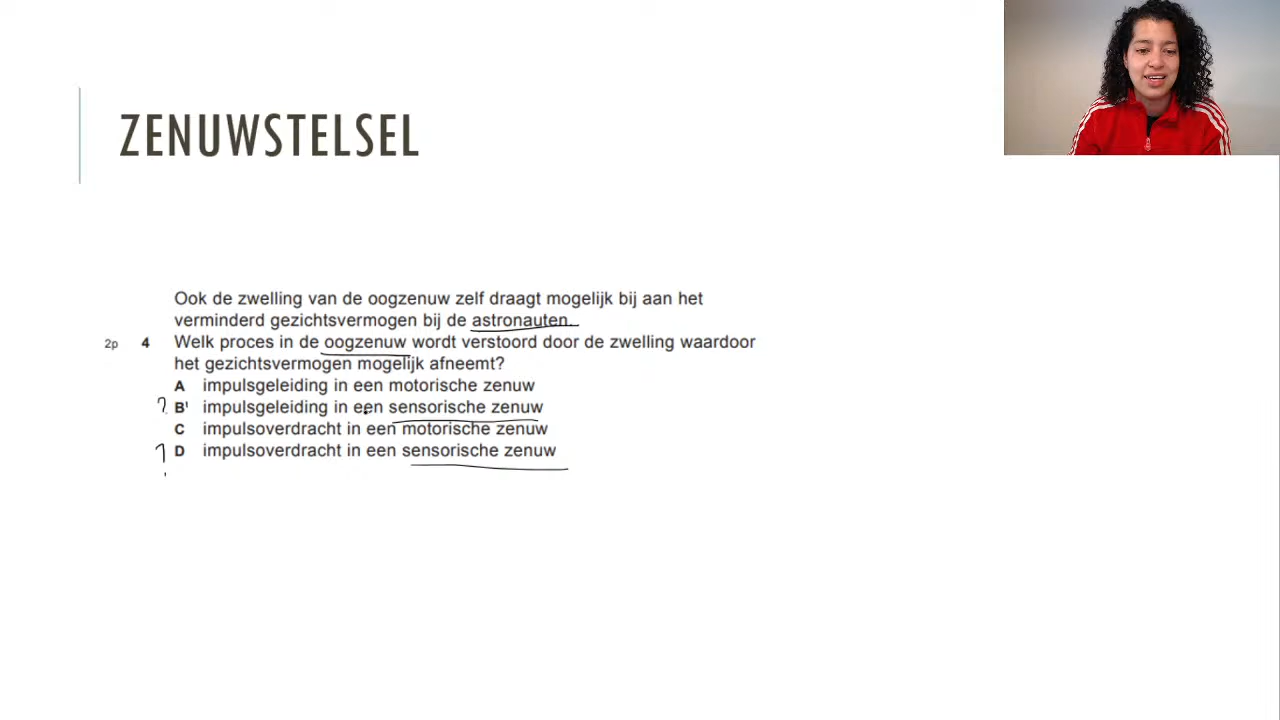 ZENUWSTELSEL
Ook de zwelling van de oogzenuw zelf draagt mogelijk bij aan het
verminderd gezichtsvermogen bij de astronauten.
2p 4 Welk proces in de oogzenuw wordt verstoord door de zwelling waardoor
het gezichtsvermogen mogelijk afneemt?
A impulsgeleiding in een motorische zenuw
? B impulsgeleiding in een sensorische zenuw
C impulsoverdracht in een motorische zenuw
? D impulsoverdracht in een sensorische zenuw